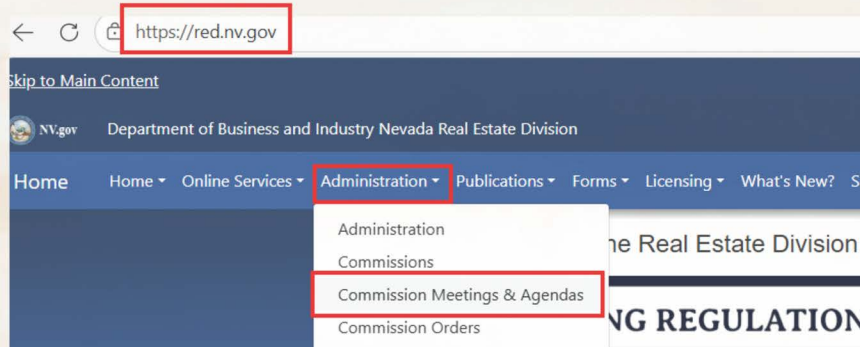 https://red.nv.gov
Skip to Main Content
NV.gov Department of Business and Industry Nevada Real Estate Division
Home Home Online Services Administration Publications Forms Licensing What's New? S
Administration
he Real Estate Division
Commissions
Commission Meetings & Agendas
NG REGULATION
Commission Orders